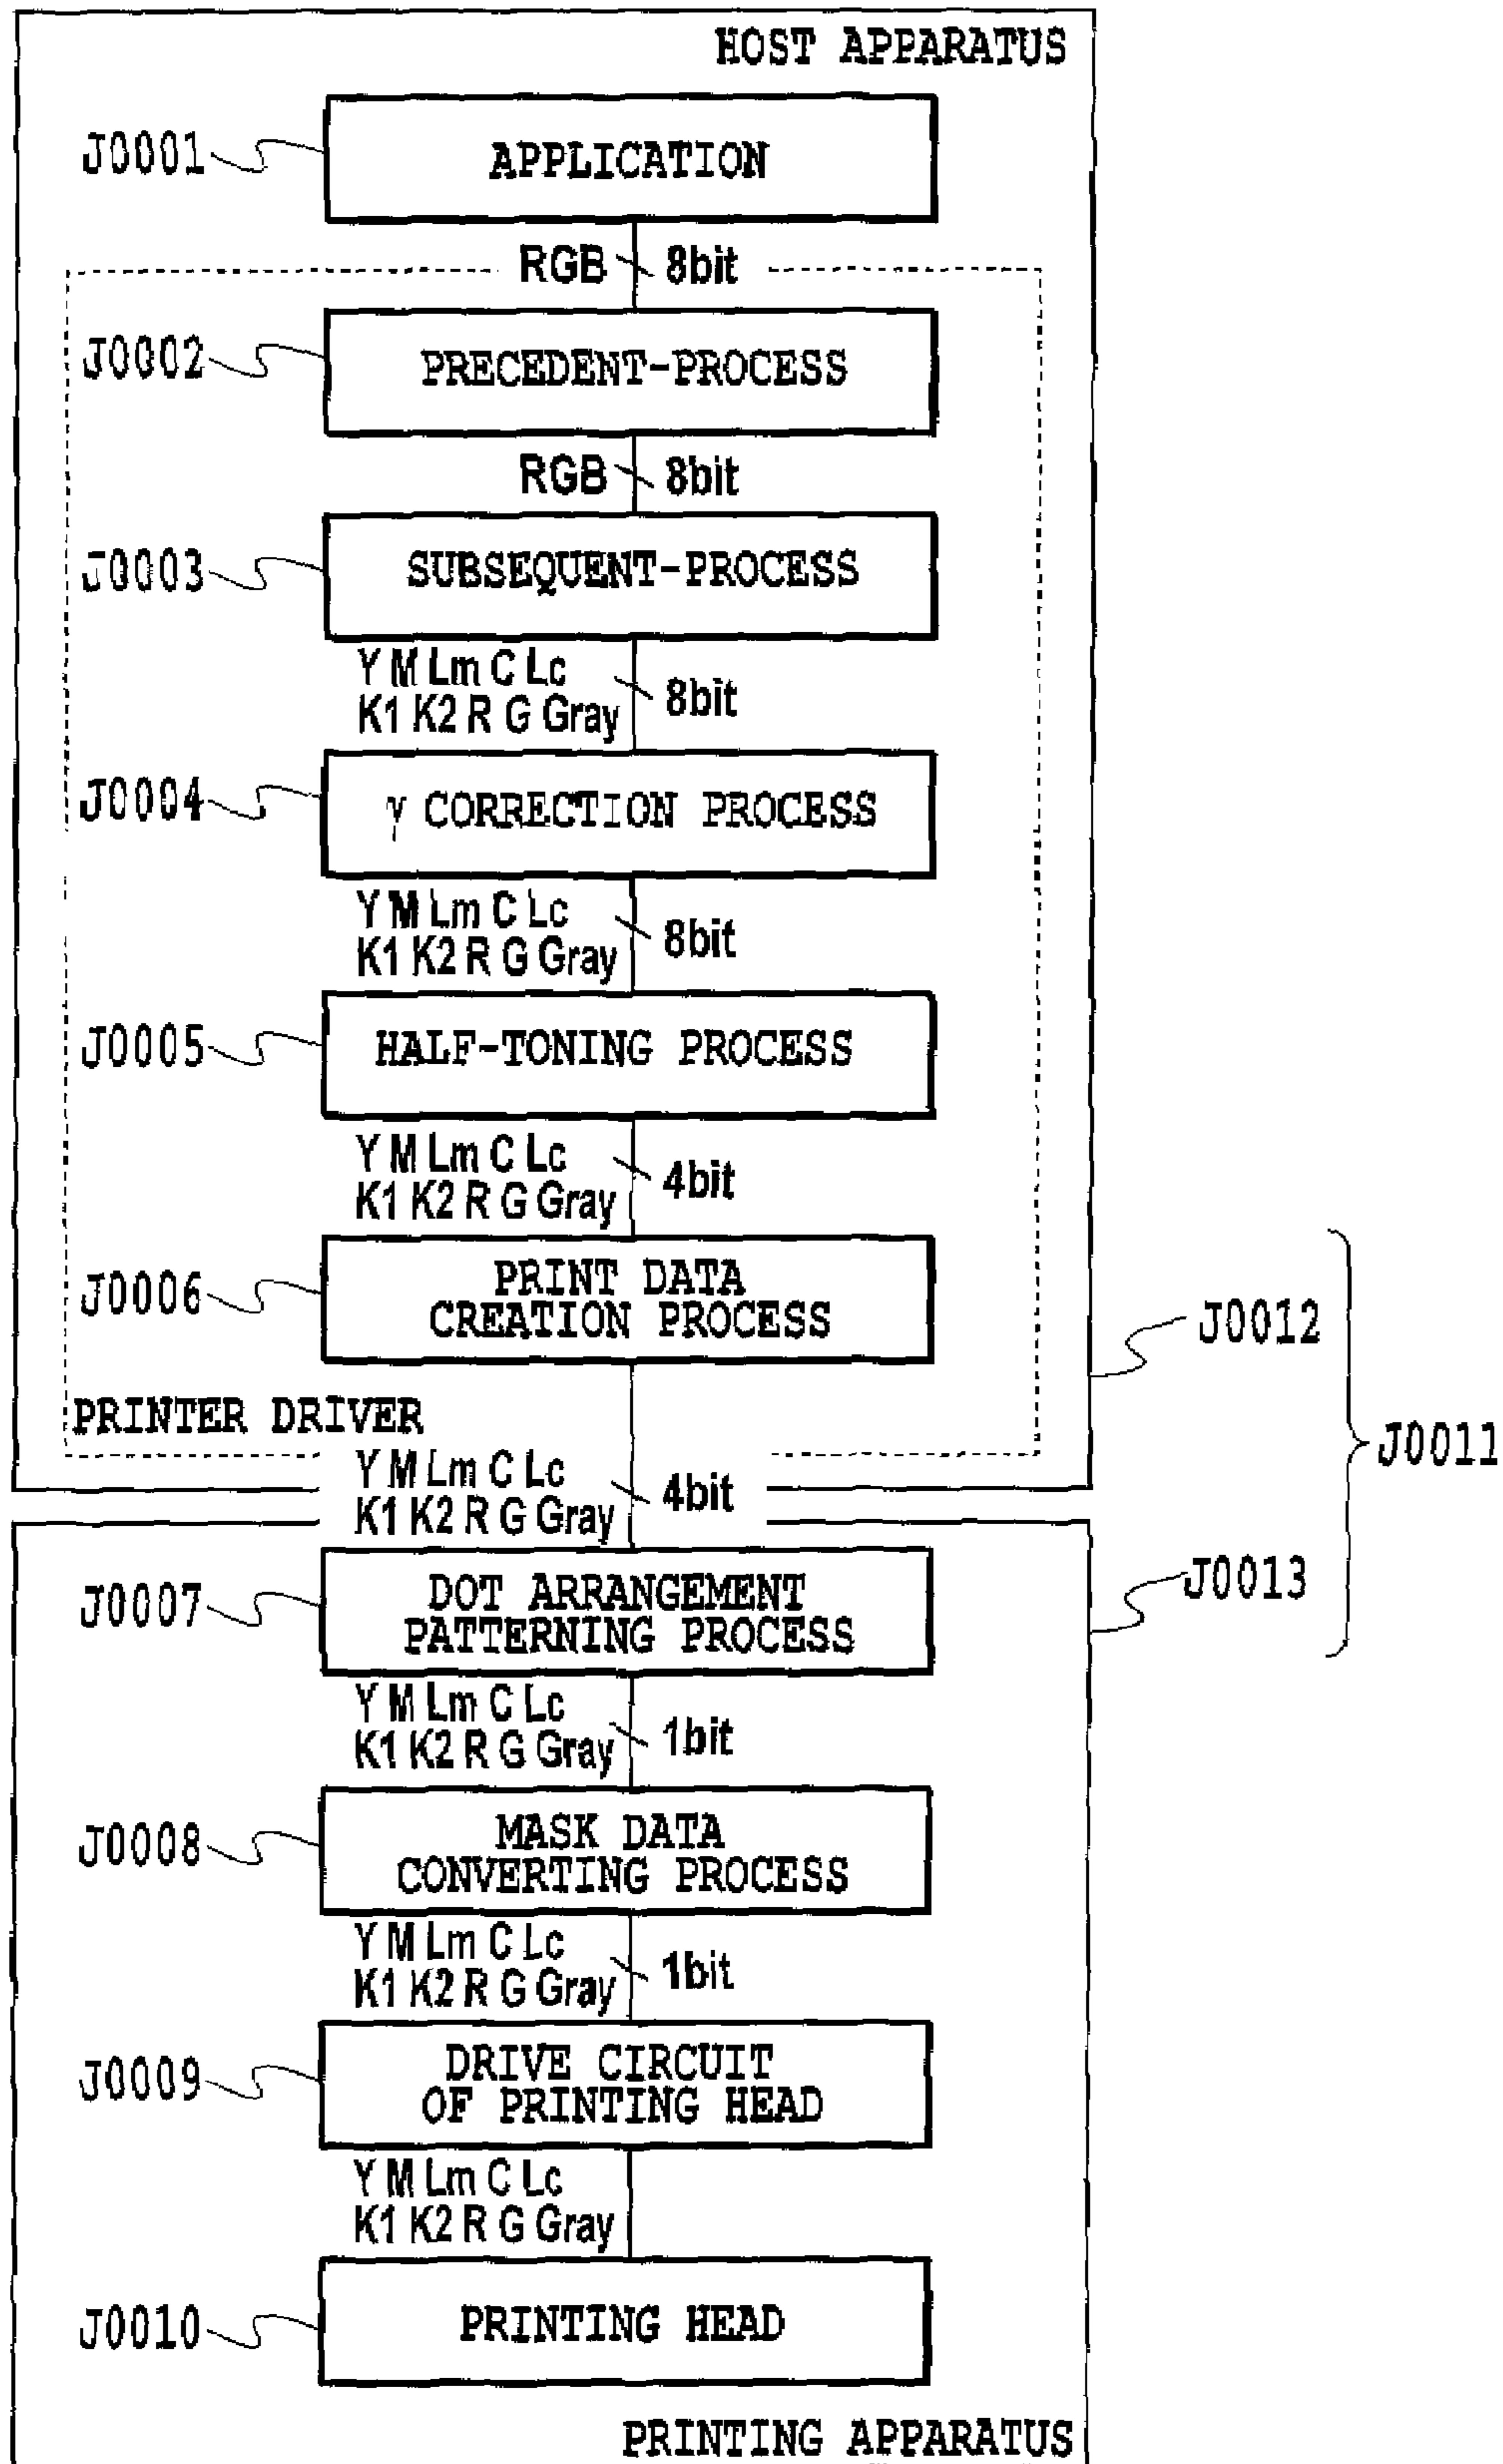 HOST APPARATUS
J0001
APPLICATION
RGB 8bit
J0002
PRECEDENT-PROCESS
RGB 8bit
J0003
SUBSEQUENT-PROCESS
Y M Lm C Lc
K1 K2 R G Gray
8bit
J0004
γ CORRECTION PROCESS
Y M Lm C Lc
K1 K2 R G Gray
8bit
J0005
HALF-TONING PROCESS
Y M Lm C Lc
K1 K2 R G Gray
4bit
J0006
PRINT DATA
CREATION PROCESS
J0012
PRINTER DRIVER
J0011
Y M Lm C Lc
K1 K2 R G Gray
4bit
J0007
DOT ARRANGEMENT
PATTERNING PROCESS
J0013
Y M Lm C Lc
K1 K2 R G Gray
1bit
J0008
MASK DATA
CONVERTING PROCESS
Y M Lm C Lc
K1 K2 R G Gray
1bit
J0009
DRIVE CIRCUIT
OF PRINTING HEAD
Y M Lm C Lc
K1 K2 R G Gray
J0010
PRINTING HEAD
PRINTING APPARATUS